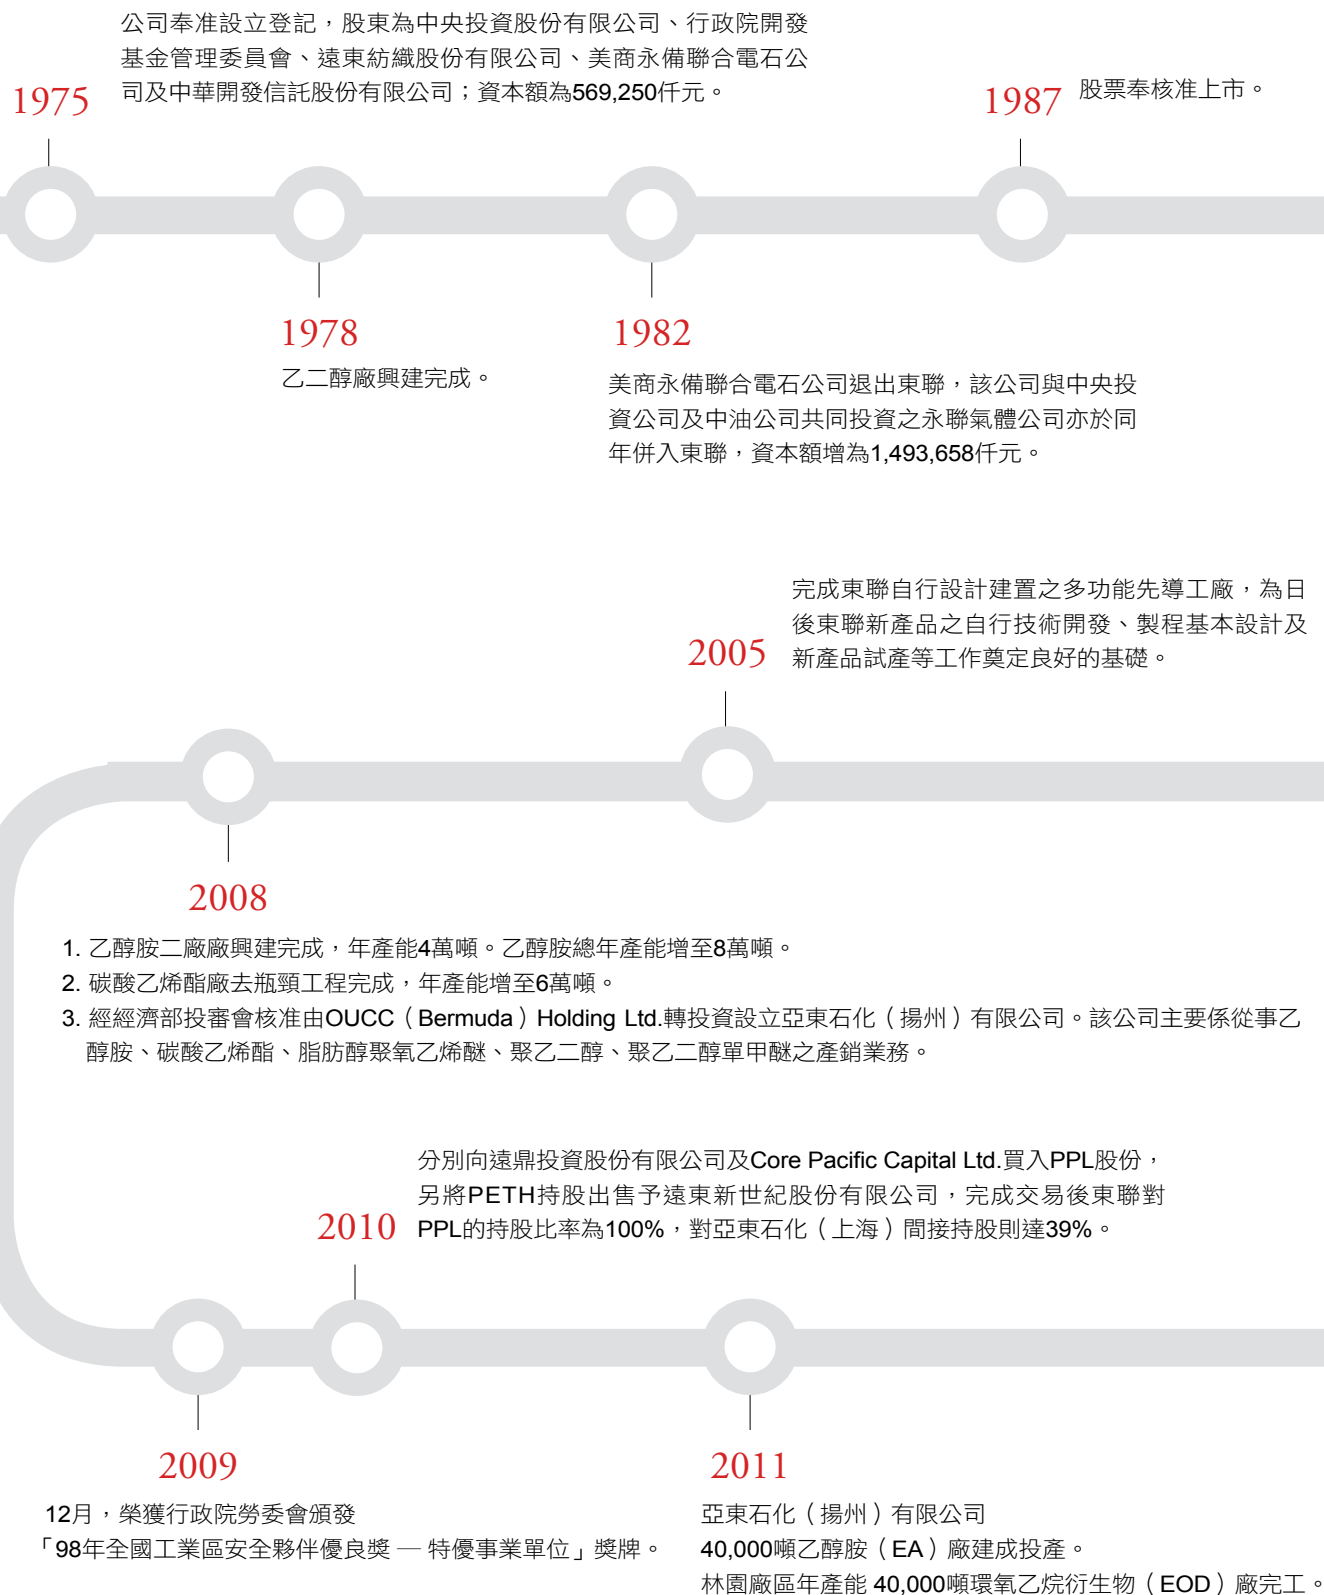 公司奉准設立登記，股東為中央投資股份有限公司、行政院開發
基金管理委員會、遠東紡織股份有限公司、美商永備聯合電石公
1975 司及中華開發信託股份有限公司；資本額為569,250仟元。
1987 股票奉核准上市。
1978
乙二醇廠興建完成。
1982
美商永備聯合電石公司退出東聯，該公司與中央投
資公司及中油公司共同投資之永聯氣體公司亦於同
年併入東聯，資本額增為1,493,658仟元。
完成東聯自行設計建置之多功能先導工廠，為日
後東聯新產品之自行技術開發、製程基本設計及
2005 新產品試產等工作奠定良好的基礎。
2008
1. 乙醇胺二廠廠興建完成，年產能4萬噸。乙醇胺總年產能增至8萬噸。
2. 碳酸乙烯酯廠去瓶頸工程完成，年產能增至6萬噸。
3. 經經濟部投審會核准由OUCC（Bermuda）Holding Ltd.轉投資設立亞東石化（揚州）有限公司。該公司主要係從事乙
醇胺、碳酸乙烯酯、脂肪醇聚氧乙烯醚、聚乙二醇、聚乙二醇單甲醚之產銷業務。
分別向遠鼎投資股份有限公司及Core Pacific Capital Ltd.買入PPL股份，
另將PETH持股出售予遠東新世紀股份有限公司，完成交易後東聯對
2010 PPL的持股比率為100%，對亞東石化（上海）間接持股則達39%。
2009
12月，榮獲行政院勞委會頒發
「98年全國工業區安全夥伴優良獎 — 特優事業單位」獎牌。
2011
亞東石化（揚州）有限公司
40,000噸乙醇胺（EA）廠建成投產。
林園廠區年產能 40,000噸環氧乙烷衍生物（EOD）廠完工。